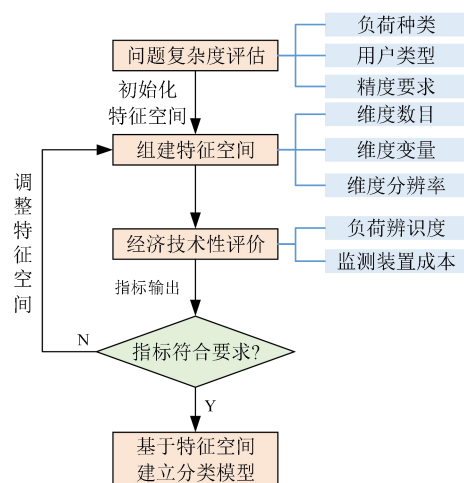 负荷种类
问题复杂度评估
用户类型
精度要求
初始化
特征空间
维度数目
组建特征空间
维度变量
维度分辨率
调整特征空间
负荷辨识度
经济技术性评价
监测装置成本
指标输出
N
指标符合要求?
Y
基于特征空间
建立分类模型